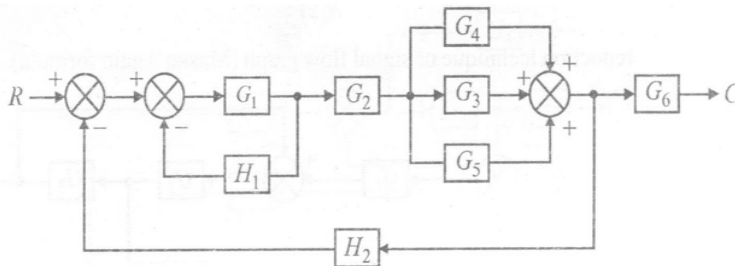 G4
+
+ + + +
R G1 G2 G3 G6 C
− − +
H1 G5
H2